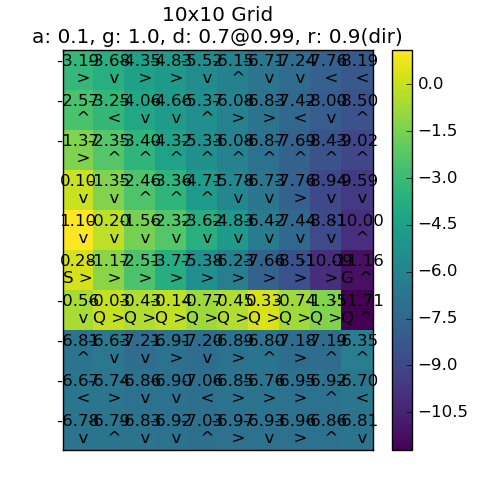 10x10 Grid
a: 0.1, g: 1.0, d: 0.7@0.99, r: 0.9(dir)
-3.19 -3.68 -4.35 -4.83 -5.52 -6.15 -6.71 -7.24 -7.76 -8.19
> v > > v ^ v v < <
-2.57 -3.25 -4.06 -4.66 -5.37 -6.08 -6.83 -7.42 -8.00 -8.50
^ < v v ^ > > < v ^
-1.37 -2.35 -3.40 -4.32 -5.33 -6.08 -6.87 -7.69 -8.43 -9.02
> ^ ^ ^ ^ ^ ^ ^ ^ ^
0.10 -1.35 -2.46 -3.36 -4.71 -5.78 -6.73 -7.76 -8.94 -9.59
v v ^ ^ ^ v v > v v
1.10 -0.20 -1.56 -2.32 -3.62 -4.83 -6.42 -7.44 -8.81 -10.00
v v v v v v v v v ^
0.28 -1.17 -2.51 -3.77 -5.38 -6.23 -7.66 -8.51 -10.09 -11.16
S > > > > > > > > > G ^
-0.56 0.03 -0.43 -0.14 -0.77 -0.45 0.33 -0.74 -1.35 -11.71
v Q > Q > Q > Q > Q > Q > Q > Q > Q ^
-6.81 -6.63 -7.21 -6.91 -7.20 -6.89 -6.80 -7.18 -7.19 -6.35
^ v v > v > ^ > ^ ^
-6.67 -6.74 -6.86 -6.90 -7.06 -6.85 -6.76 -6.95 -6.92 -6.70
< > v v < > > > ^ <
-6.78 -6.79 -6.83 -6.92 -7.03 -6.97 -6.93 -6.96 -6.86 -6.81
v ^ v v ^ > v > ^ v
0.0
−1.5
−3.0
−4.5
−6.0
−7.5
−9.0
−10.5